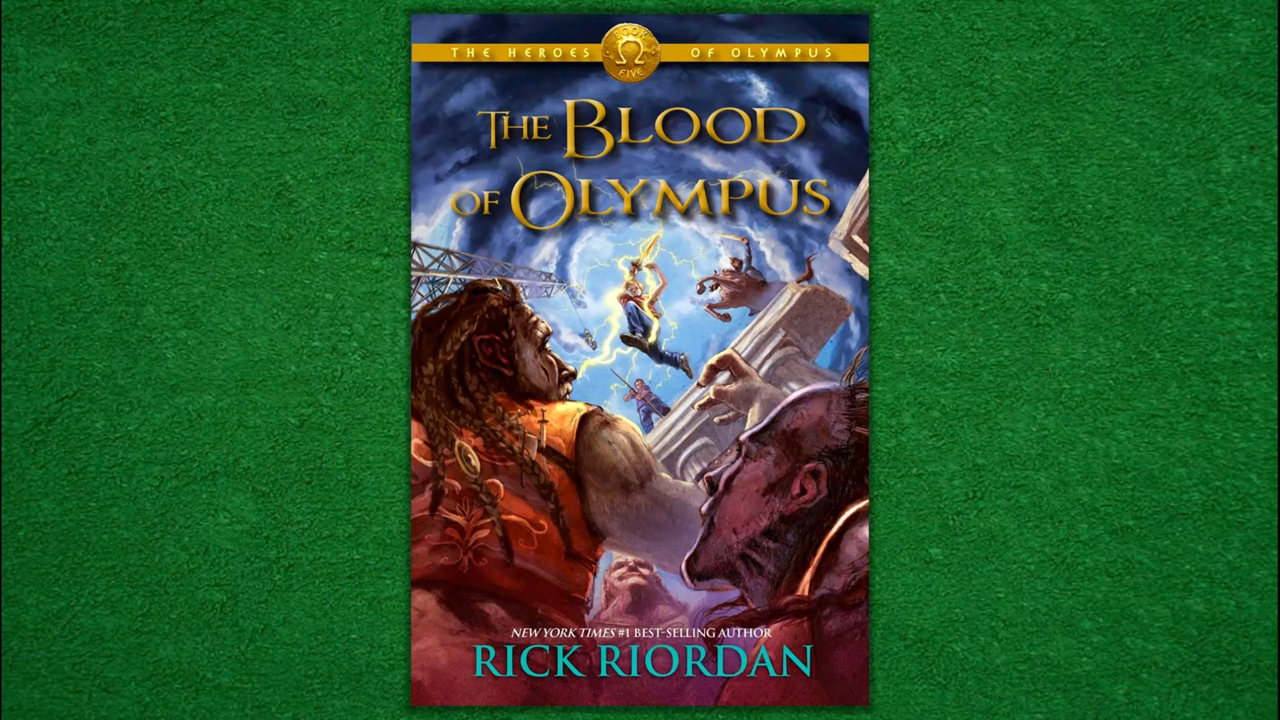 THE HEROES BOOK FIVE OF OLYMPUS
THE BLOOD
OF OLYMPUS
NEW YORK TIMES #1 BEST-SELLING AUTHOR
RICK RIORDAN